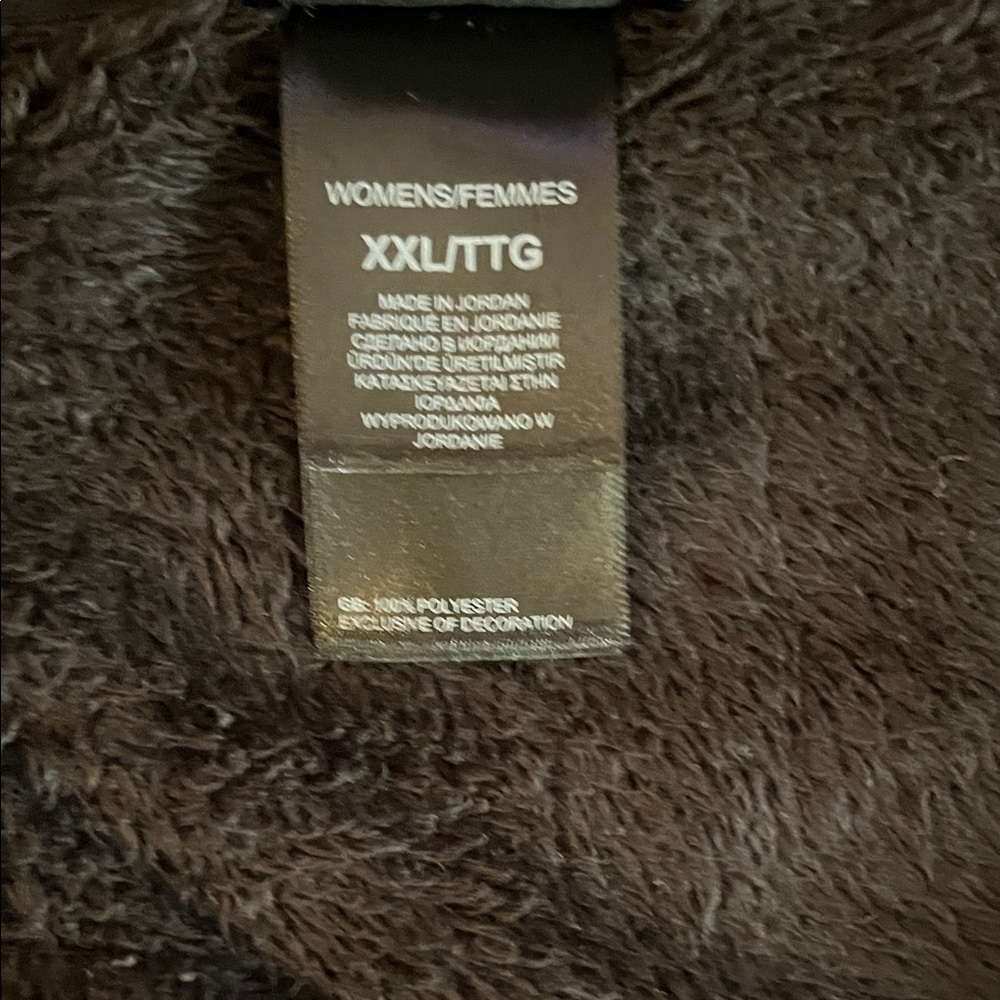 WOMENS/FEMMES
XXL/TTG
MADE IN JORDAN
FABRIQUÉ EN JORDANIE
СДЕЛАНО В ИОРДАНИИ
ÜRDÜN'DE ÜRETILMIŞTIR
ΚΑΤΑΣΚΕΥΑΖΕΤΑΙ ΣΤΗΝ
ΙΟΡΔΑΝΙΑ
WYPRODUKOWANO W
JORDANIE
GB: 100% POLYESTER
EXCLUSIVE OF DECORATION